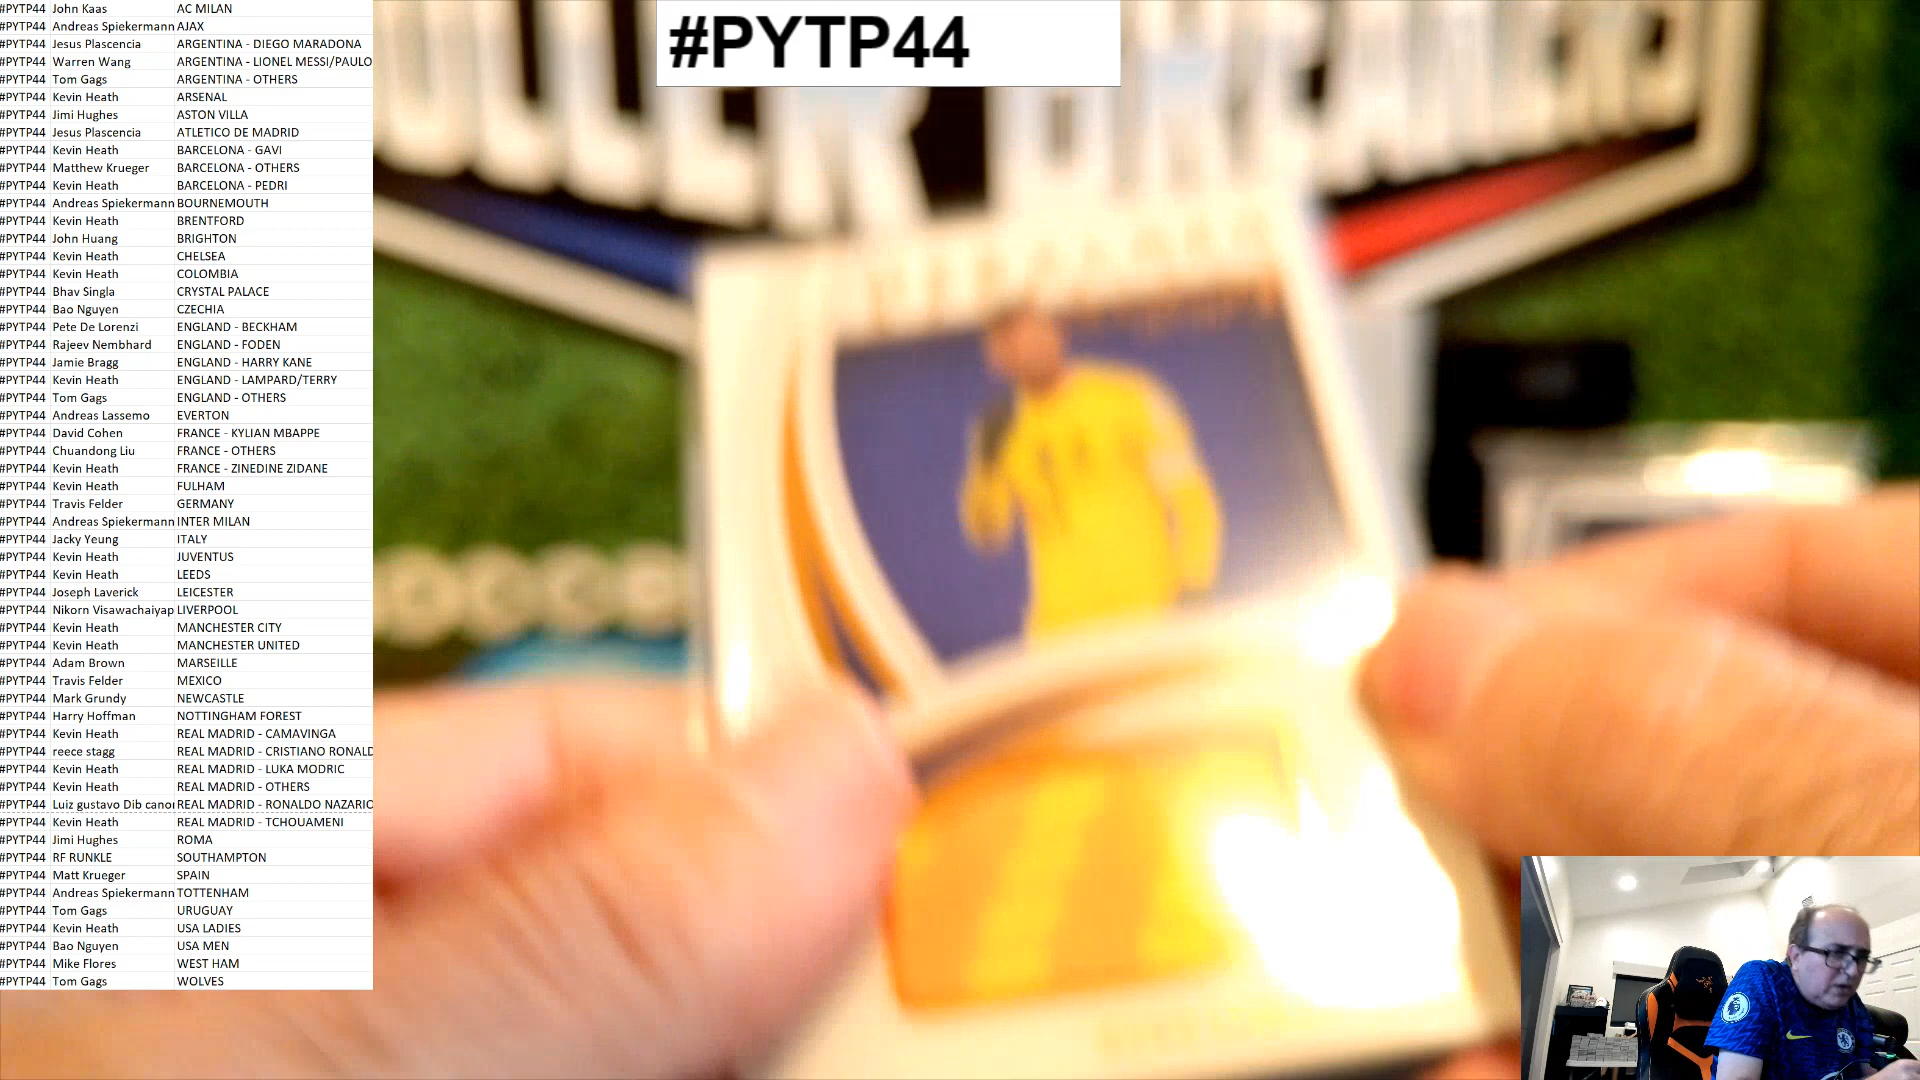 #PYTP44
#PYTP44 John Kaas AC MILAN
#PYTP44 Andreas Spiekermann AJAX
#PYTP44 Jesus Plascencia ARGENTINA - DIEGO MARADONA
#PYTP44 Warren Wang ARGENTINA - LIONEL MESSI/PAULO
#PYTP44 Tom Gags ARGENTINA - OTHERS
#PYTP44 Kevin Heath ARSENAL
#PYTP44 Jimi Hughes ASTON VILLA
#PYTP44 Jesus Plascencia ATLETICO DE MADRID
#PYTP44 Kevin Heath BARCELONA - GAVI
#PYTP44 Matthew Krueger BARCELONA - OTHERS
#PYTP44 Kevin Heath BARCELONA - PEDRI
#PYTP44 Andreas Spiekermann BOURNEMOUTH
#PYTP44 Kevin Heath BRENTFORD
#PYTP44 John Huang BRIGHTON
#PYTP44 Kevin Heath CHELSEA
#PYTP44 Kevin Heath COLOMBIA
#PYTP44 Bhav Singla CRYSTAL PALACE
#PYTP44 Bao Nguyen CZECHIA
#PYTP44 Pete De Lorenzi ENGLAND - BECKHAM
#PYTP44 Rajeev Nembhard ENGLAND - FODEN
#PYTP44 Jamie Bragg ENGLAND - HARRY KANE
#PYTP44 Kevin Heath ENGLAND - LAMPARD/TERRY
#PYTP44 Tom Gags ENGLAND - OTHERS
#PYTP44 Andreas Lassemo EVERTON
#PYTP44 David Cohen FRANCE - KYLIAN MBAPPE
#PYTP44 Chuandong Liu FRANCE - OTHERS
#PYTP44 Kevin Heath FRANCE - ZINEDINE ZIDANE
#PYTP44 Kevin Heath FULHAM
#PYTP44 Travis Felder GERMANY
#PYTP44 Andreas Spiekermann INTER MILAN
#PYTP44 Jacky Yeung ITALY
#PYTP44 Kevin Heath JUVENTUS
#PYTP44 Kevin Heath LEEDS
#PYTP44 Joseph Laverick LEICESTER
#PYTP44 Nikorn Visawachaiyap LIVERPOOL
#PYTP44 Kevin Heath MANCHESTER CITY
#PYTP44 Kevin Heath MANCHESTER UNITED
#PYTP44 Adam Brown MARSEILLE
#PYTP44 Travis Felder MEXICO
#PYTP44 Mark Grundy NEWCASTLE
#PYTP44 Harry Hoffman NOTTINGHAM FOREST
#PYTP44 Kevin Heath REAL MADRID - CAMAVINGA
#PYTP44 reece stagg REAL MADRID - CRISTIANO RONALD
#PYTP44 Kevin Heath REAL MADRID - LUKA MODRIC
#PYTP44 Kevin Heath REAL MADRID - OTHERS
#PYTP44 Luiz gustavo Dib canor REAL MADRID - RONALDO NAZARIO
#PYTP44 Kevin Heath REAL MADRID - TCHOUAMENI
#PYTP44 Jimi Hughes ROMA
#PYTP44 RF RUNKLE SOUTHAMPTON
#PYTP44 Matt Krueger SPAIN
#PYTP44 Andreas Spiekermann TOTTENHAM
#PYTP44 Tom Gags URUGUAY
#PYTP44 Kevin Heath USA LADIES
#PYTP44 Bao Nguyen USA MEN
#PYTP44 Mike Flores WEST HAM
#PYTP44 Tom Gags WOLVES